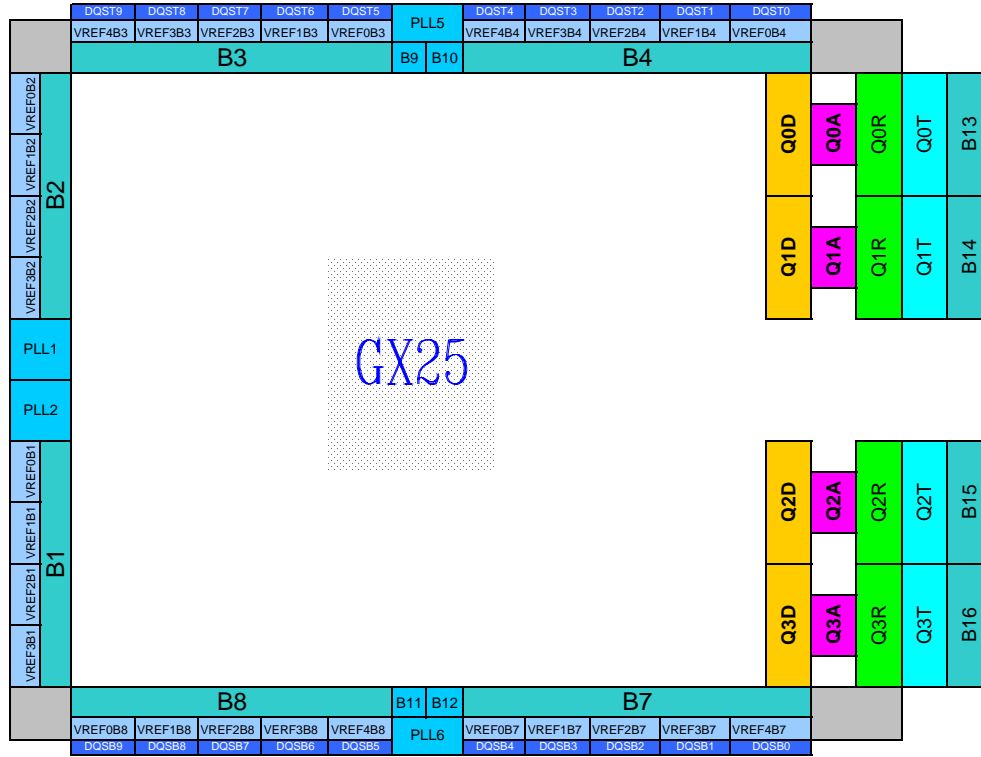 DQST9 DQST8 DQST7 DQST6 DQST5 PLL5 DQST4 DQST3 DQST2 DQST1 DQST0
VREF4B3 VREF3B3 VREF2B3 VREF1B3 VREF0B3 VREF4B4 VREF3B4 VREF2B4 VREF1B4 VREF0B4
B3 B9 B10 B4
VREF0B2 VREF1B2 VREF2B2 VREF3B2
B2
Q0D Q0A Q0R Q0T B13
Q1D Q1A Q1R Q1T B14
PLL1
GX25
PLL2
VREF0B1 VREF1B1 VREF2B1 VREF3B1
B1
Q2D Q2A Q2R Q2T B15
Q3D Q3A Q3R Q3T B16
B8 B11 B12 B7
VREF0B8 VREF1B8 VREF2B8 VERF3B8 VREF4B8 PLL6 VREF0B7 VREF1B7 VREF2B7 VREF3B7 VREF4B7
DQSB9 DQSB8 DQSB7 DQSB6 DQSB5 DQSB4 DQSB3 DQSB2 DQSB1 DQSB0